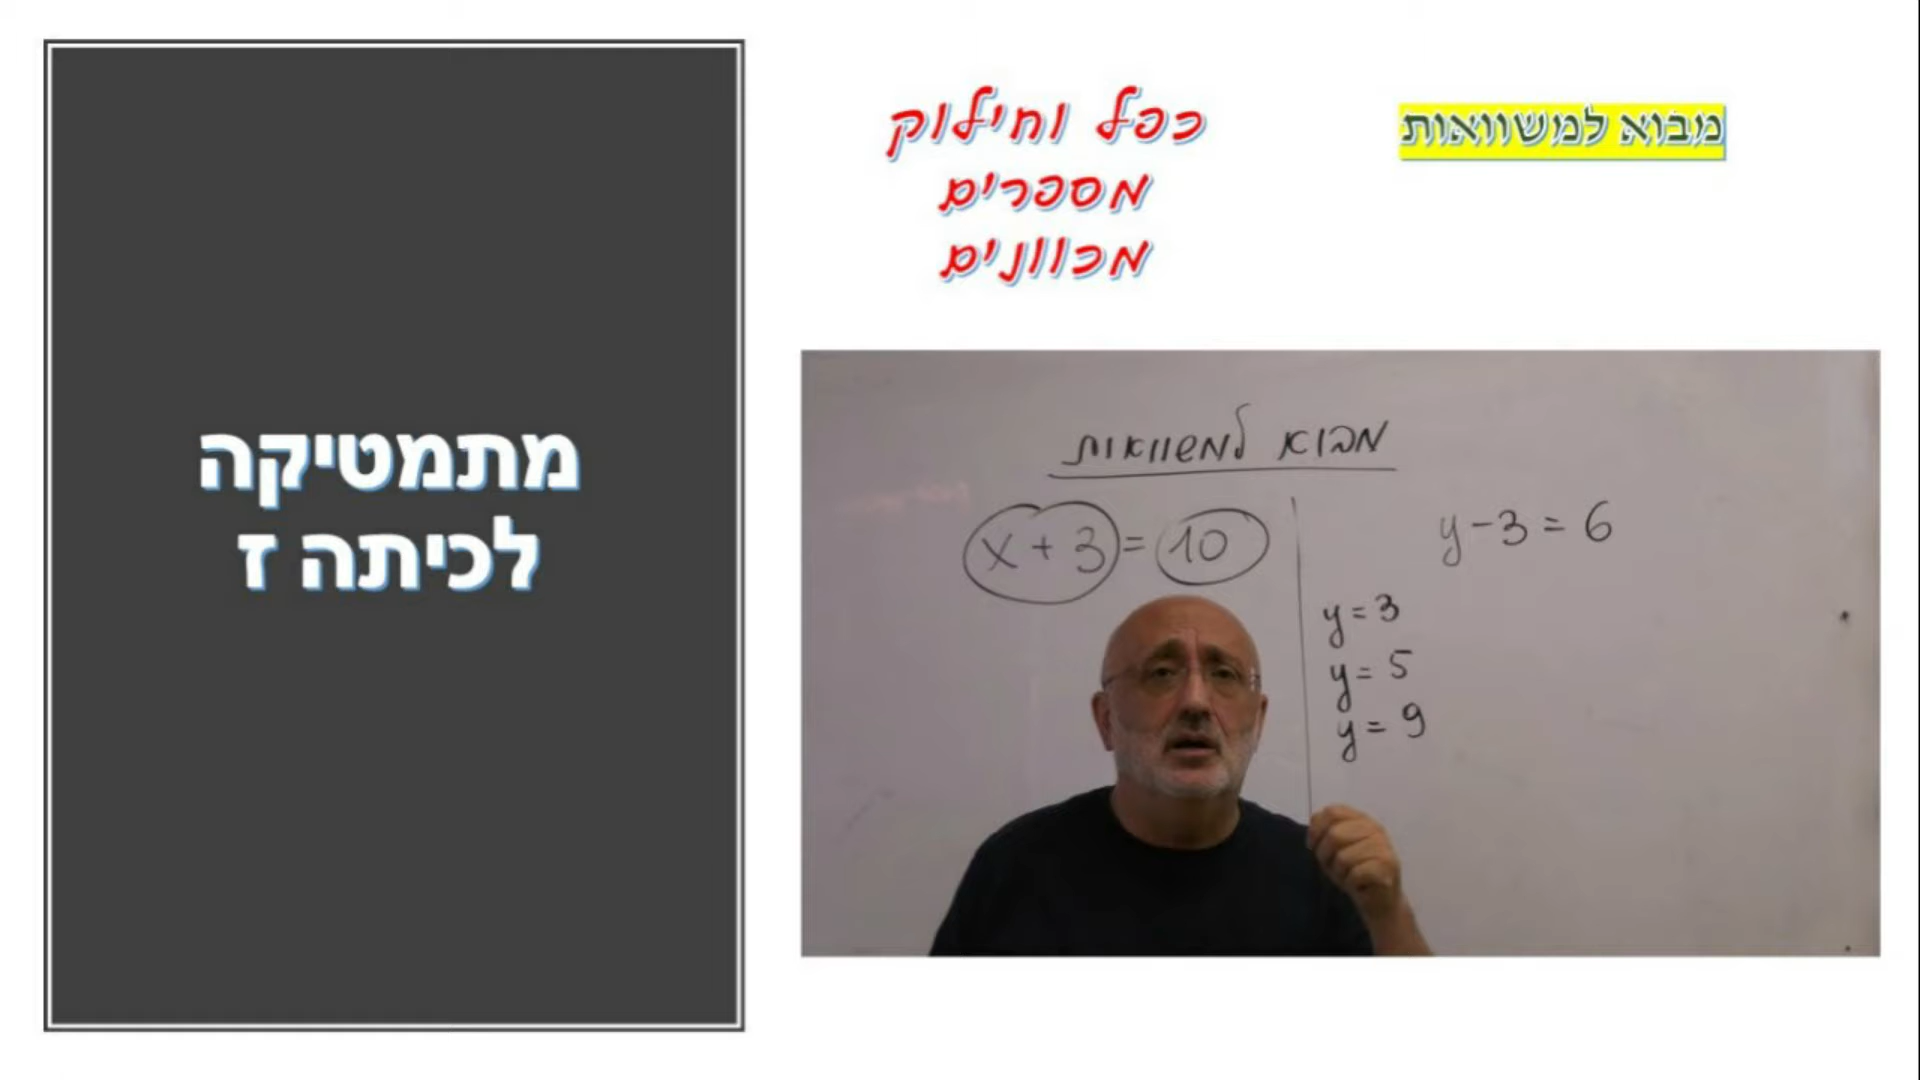 מתמטיקה
לכיתה ז
מבוא למשוואות
כפל וחילוק
מספרים
מכוונים
מבוא למשוואות
x + 3 = 10
y - 3 = 6
y = 3
y = 5
y = 9